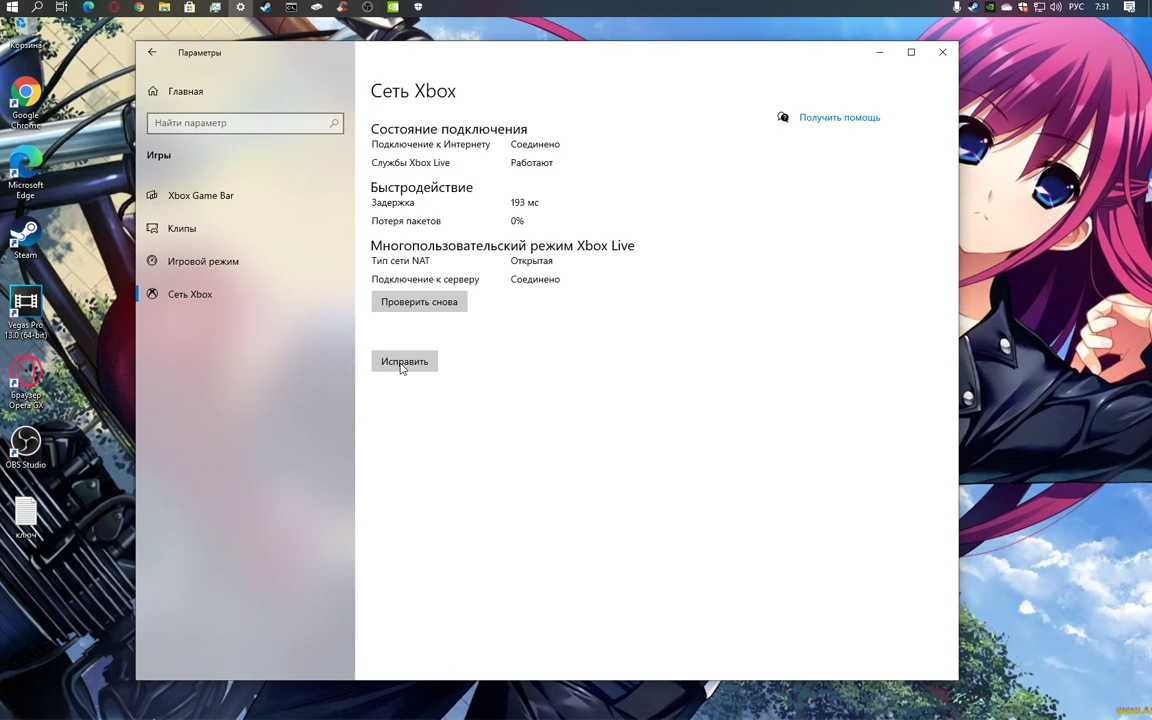 РУС
7:31
Корзина
Google
Chrome
Microsoft
Edge
Steam
Vegas Pro
13.0 (64-bit)
Браузер
Opera GX
OBS Studio
ключ
Параметры
Главная
Найти параметр
Игры
Xbox Game Bar
Клипы
Игровой режим
Сеть Xbox
Сеть Xbox
Состояние подключения
Подключение к Интернету Соединено
Службы Xbox Live Работают
Быстродействие
Задержка 193 мс
Потеря пакетов 0%
Многопользовательский режим Xbox Live
Тип сети NAT Открытая
Подключение к серверу Соединено
Проверить снова
Исправить
Получить помощь